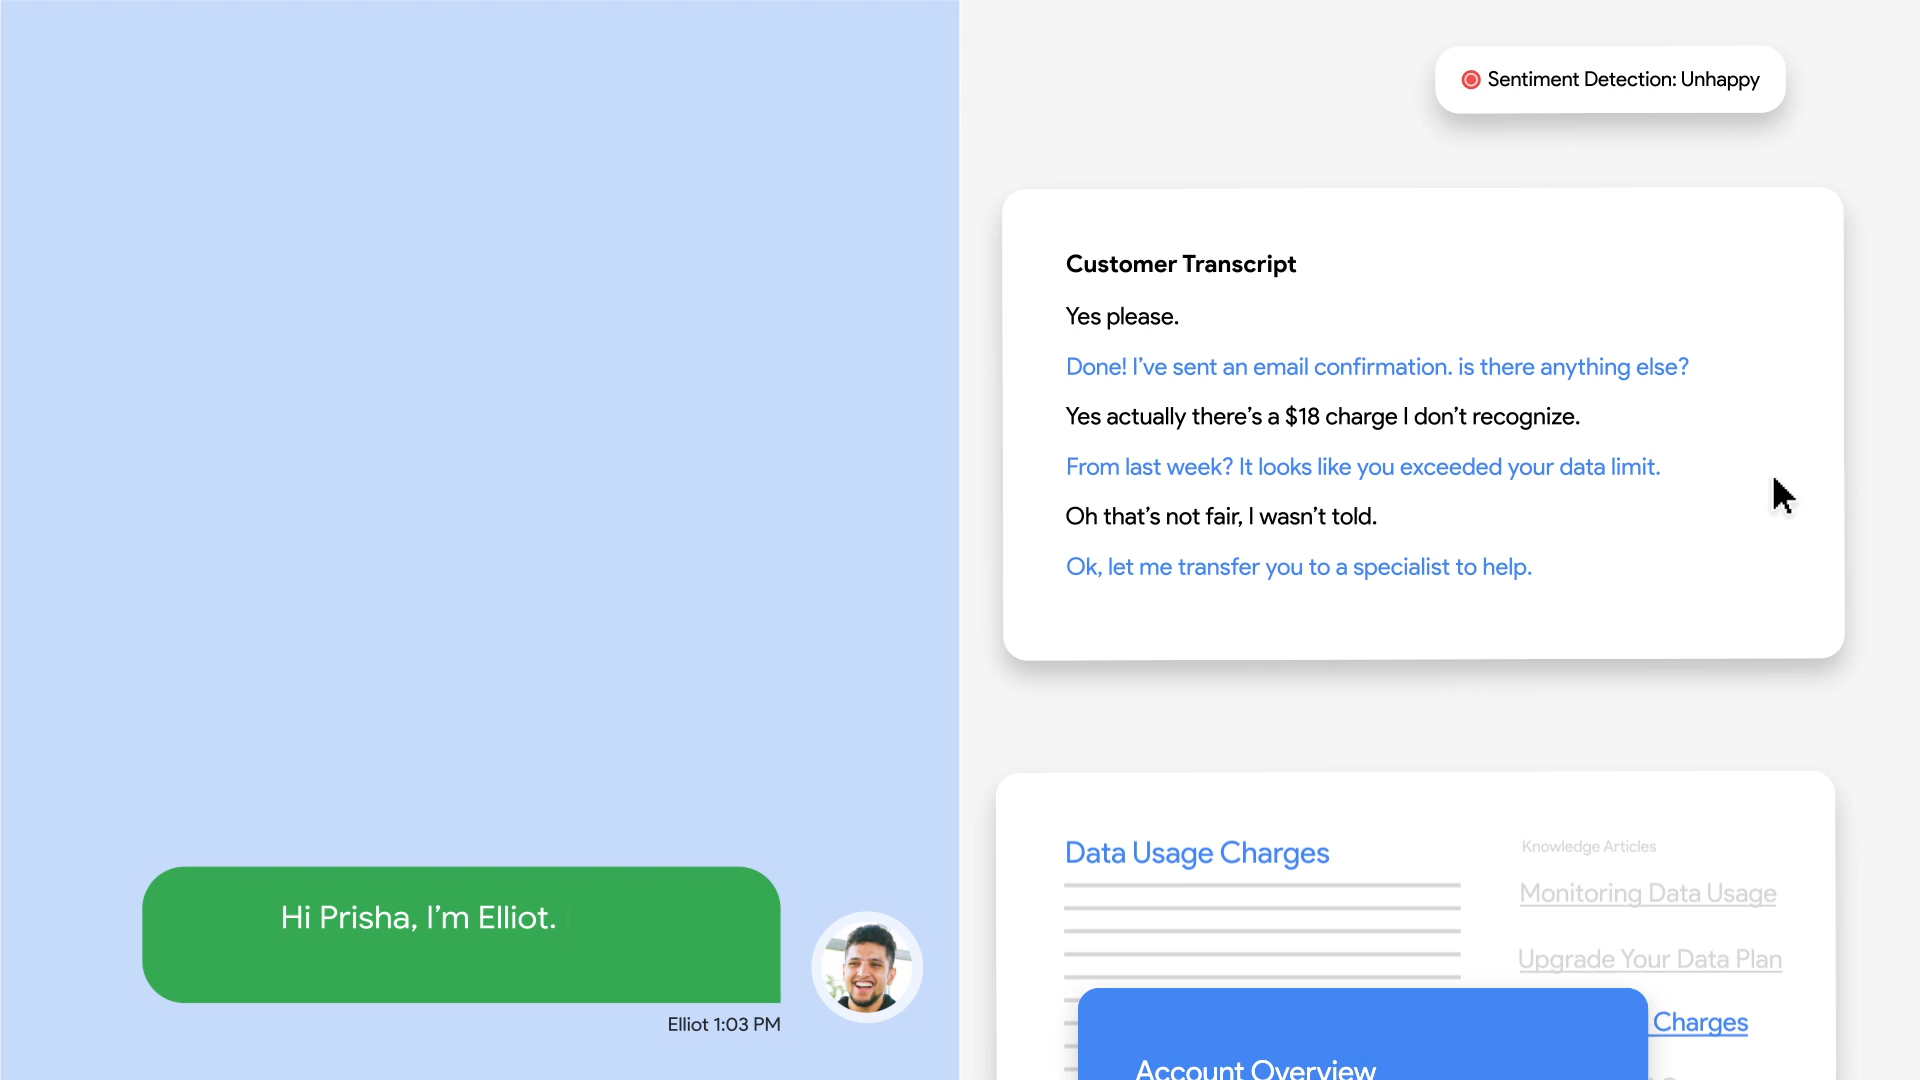 Sentiment Detection: Unhappy
Customer Transcript
Yes please.
Done! I've sent an email confirmation. is there anything else?
Yes actually there's a $18 charge I don't recognize.
From last week? It looks like you exceeded your data limit.
Oh that's not fair, I wasn't told.
Ok, let me transfer you to a specialist to help.
Hi Prisha, I'm Elliot.
Elliot 1:03 PM
Data Usage Charges
Knowledge Articles
Monitoring Data Usage
Upgrade Your Data Plan
Charges
Account Overview